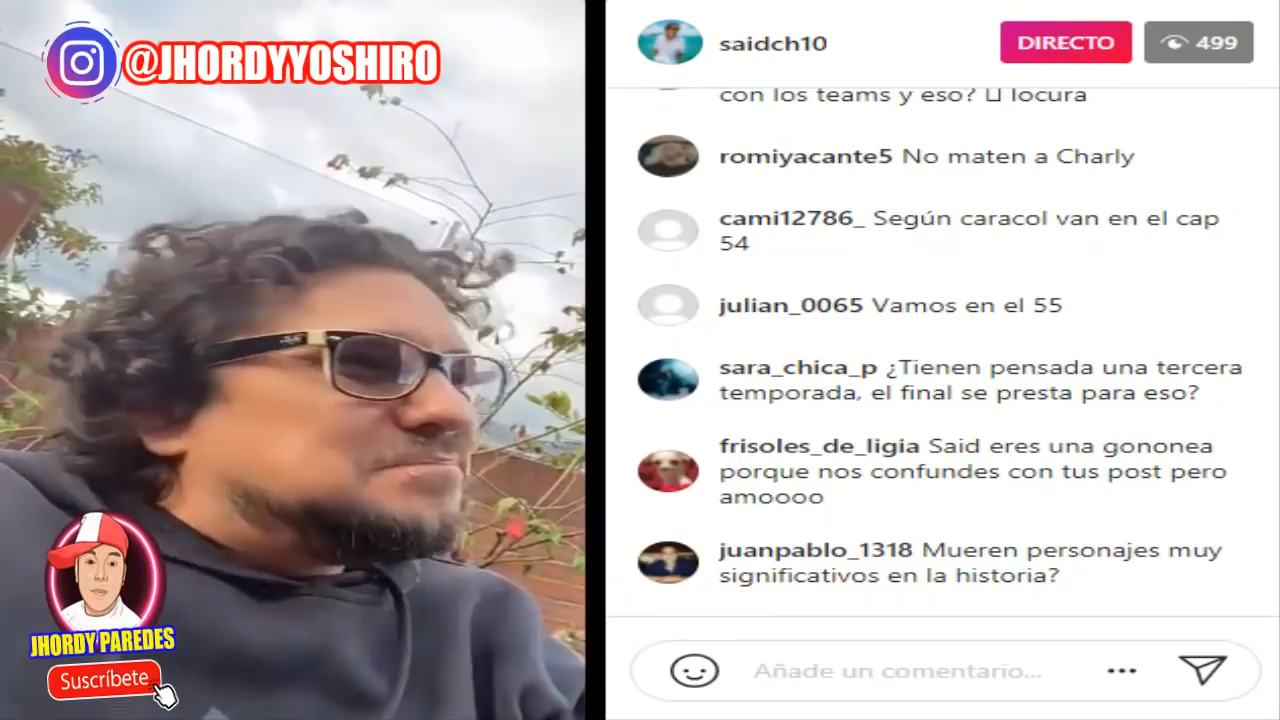 @JHORDYYOSHIRO
JHORDY PAREDES
Suscríbete
saidch10
DIRECTO
499
con los teams y eso? locura
romiyacante5 No maten a Charly
cami12786_ Según caracol van en el cap
54
julian_0065 Vamos en el 55
sara_chica_p ¿Tienen pensada una tercera
temporada, el final se presta para eso?
frisoles_de_ligia Said eres una gononea
porque nos confundes con tus post pero
amoooo
juanpablo_1318 Mueren personajes muy
significativos en la historia?
Añade un comentario...